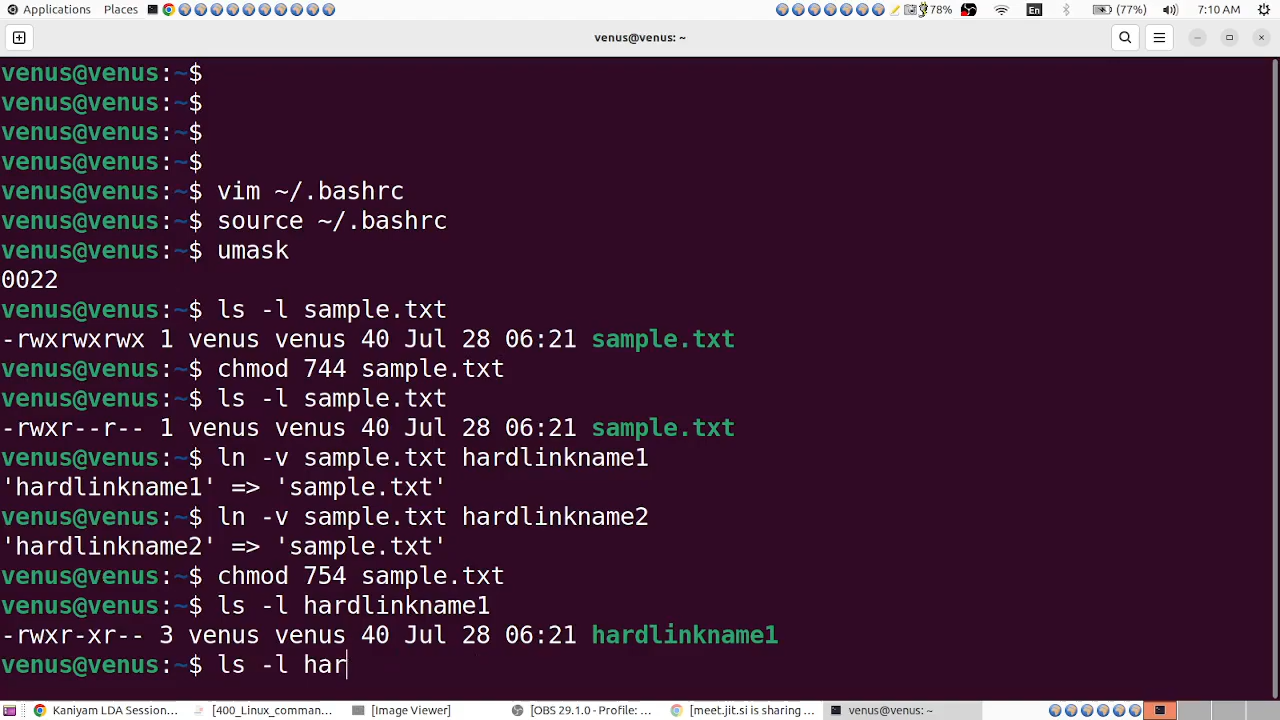 Applications Places 78% En (77%) 7:10 AM
venus@venus: ~
venus@venus:~$
venus@venus:~$
venus@venus:~$
venus@venus:~$
venus@venus:~$ vim ~/.bashrc
venus@venus:~$ source ~/.bashrc
venus@venus:~$ umask
0022
venus@venus:~$ ls -l sample.txt
-rwxrwxrwx 1 venus venus 40 Jul 28 06:21 sample.txt
venus@venus:~$ chmod 744 sample.txt
venus@venus:~$ ls -l sample.txt
-rwxr--r-- 1 venus venus 40 Jul 28 06:21 sample.txt
venus@venus:~$ ln -v sample.txt hardlinkname1
'hardlinkname1' => 'sample.txt'
venus@venus:~$ ln -v sample.txt hardlinkname2
'hardlinkname2' => 'sample.txt'
venus@venus:~$ chmod 754 sample.txt
venus@venus:~$ ls -l hardlinkname1
-rwxr-xr-- 3 venus venus 40 Jul 28 06:21 hardlinkname1
venus@venus:~$ ls -l har
Kaniyam LDA Session... [400_Linux_comman... [Image Viewer] [OBS 29.1.0 - Profile: ... [meet.jit.si is sharing ... venus@venus: ~